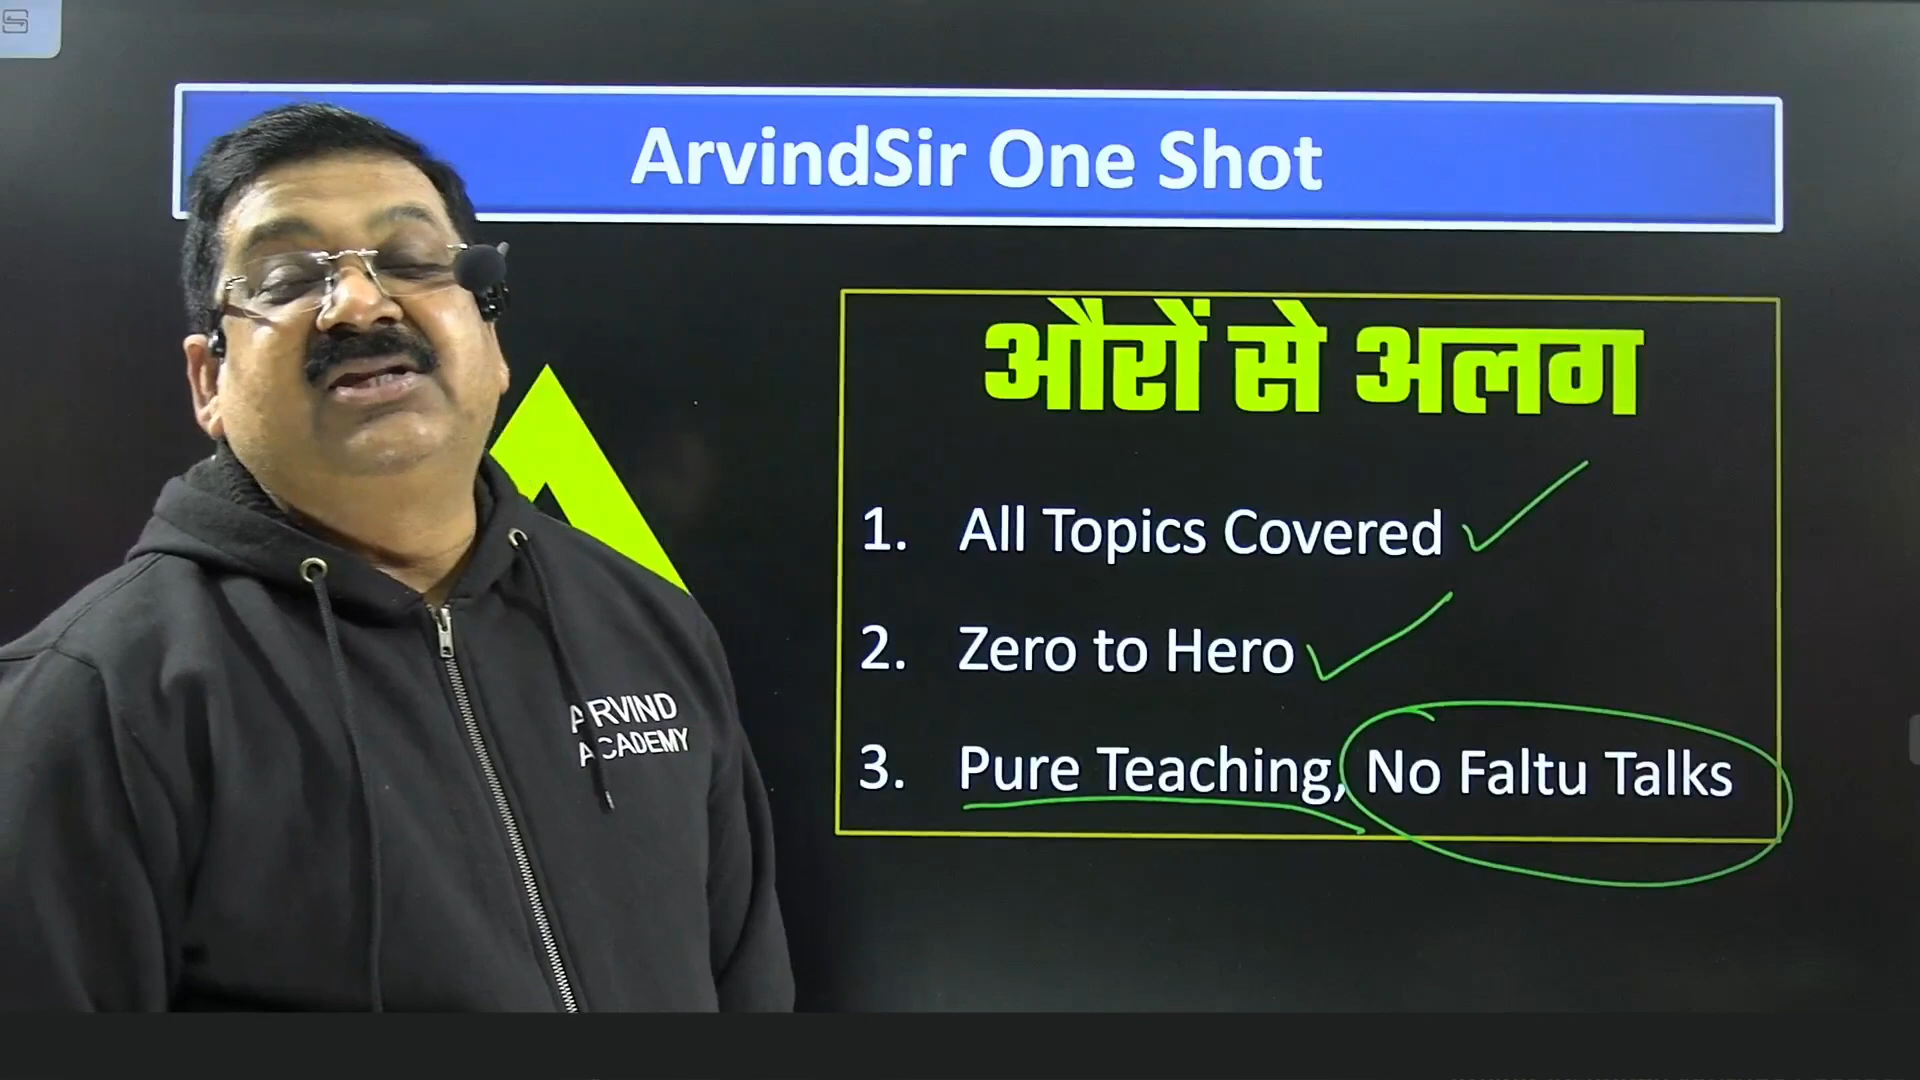 ArvindSir One Shot
औरों से अलग
1. All Topics Covered
2. Zero to Hero
3. Pure Teaching, No Faltu Talks
ARVIND
ACADEMY